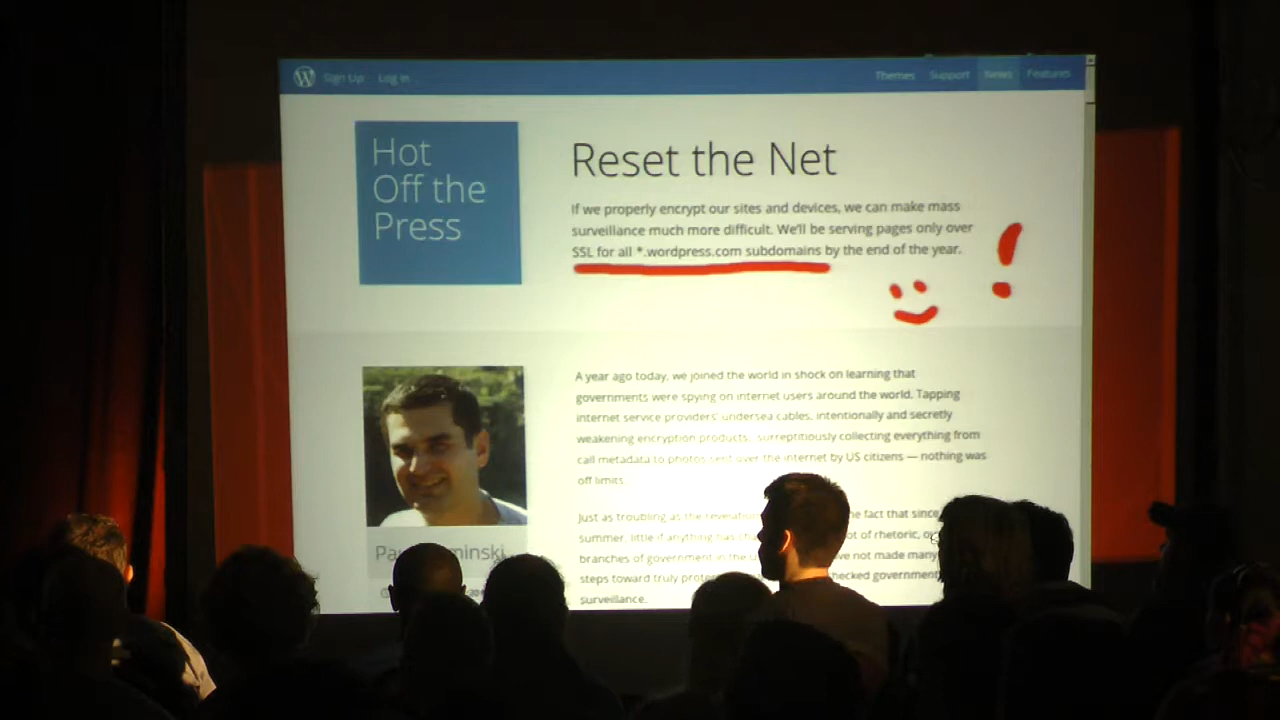 Sign Up Log In Themes Support News Features
Hot
Off the
Press
Reset the Net
If we properly encrypt our sites and devices, we can make mass
surveillance much more difficult. We'll be serving pages only over
SSL for all *.wordpress.com subdomains by the end of the year.
!
A year ago today, we joined the world in shock on learning that
governments were spying on internet users around the world. Tapping
internet service providers' undersea cables, intentionally and secretly
weakening encryption products, surreptitiously collecting everything from
call metadata to photos sent over the internet by US citizens — nothing was
off limits.
Just as troubling as the fact that since
summer, little if anything has of rhetoric,
branches of government in the not made many
steps toward truly government
surveillance.